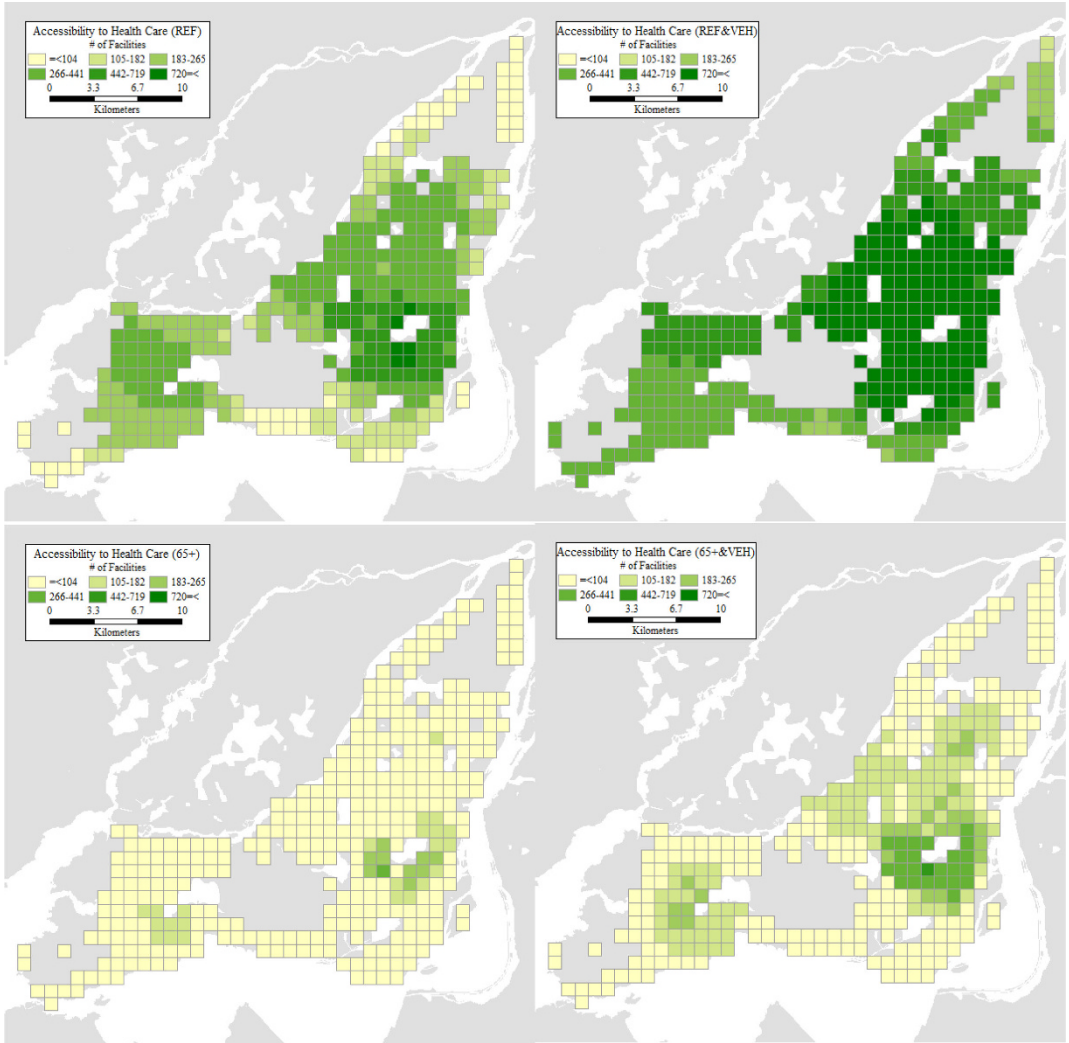 Accessibility to Health Care (REF)
# of Facilities
=<104 105-182 183-265
266-441 442-719 720=<
0 3.3 6.7 10
Kilometers
Accessibility to Health Care (REF&VEH)
# of Facilities
=<104 105-182 183-265
266-441 442-719 720=<
0 3.3 6.7 10
Kilometers
Accessibility to Health Care (65+)
# of Facilities
=<104 105-182 183-265
266-441 442-719 720=<
0 3.3 6.7 10
Kilometers
Accessibility to Health Care (65+&VEH)
# of Facilities
=<104 105-182 183-265
266-441 442-719 720=<
0 3.3 6.7 10
Kilometers